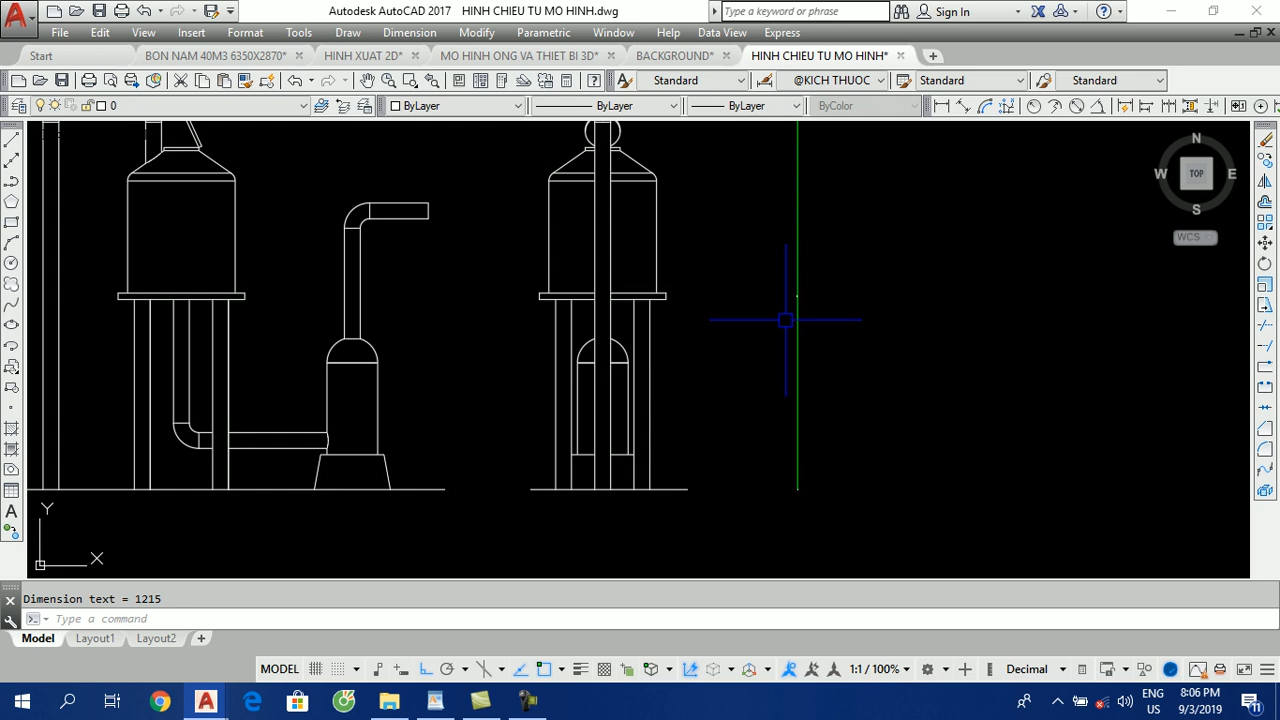 Autodesk AutoCAD 2017 HINH CHIEU TU MO HINH.dwg
Type a keyword or phrase
Sign In
File Edit View Insert Format Tools Draw Dimension Modify Parametric Window Help Data View Express
Start BON NAM 40M3 6350X2870* HINH XUAT 2D* MO HINH ONG VA THIET BI 3D* BACKGROUND* HINH CHIEU TU MO HINH*
Standard @KICH THUOC Standard Standard
0 ByLayer ByLayer ByLayer ByColor
N
W TOP E
S
WCS
Y
X
Dimension text = 1215
Type a command
Model Layout1 Layout2 +
MODEL 1:1 / 100% Decimal
ENG 8:06 PM
US 9/3/2019
11